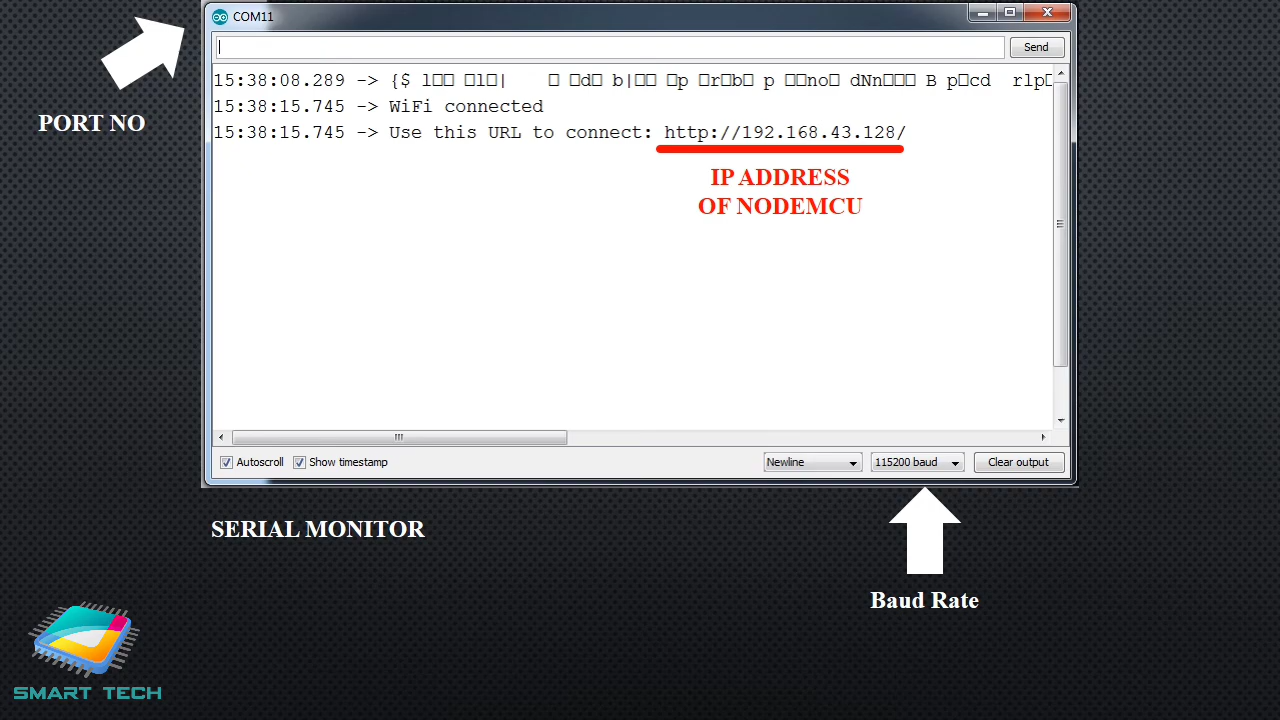 COM11
Send
15:38:08.289 -> {$ l
15:38:15.745 -> WiFi connected
15:38:15.745 -> Use this URL to connect: http://192.168.43.128/
PORT NO
IP ADDRESS
OF NODEMCU
Autoscroll Show timestamp Newline 115200 baud Clear output
SERIAL MONITOR
Baud Rate
SMART TECH